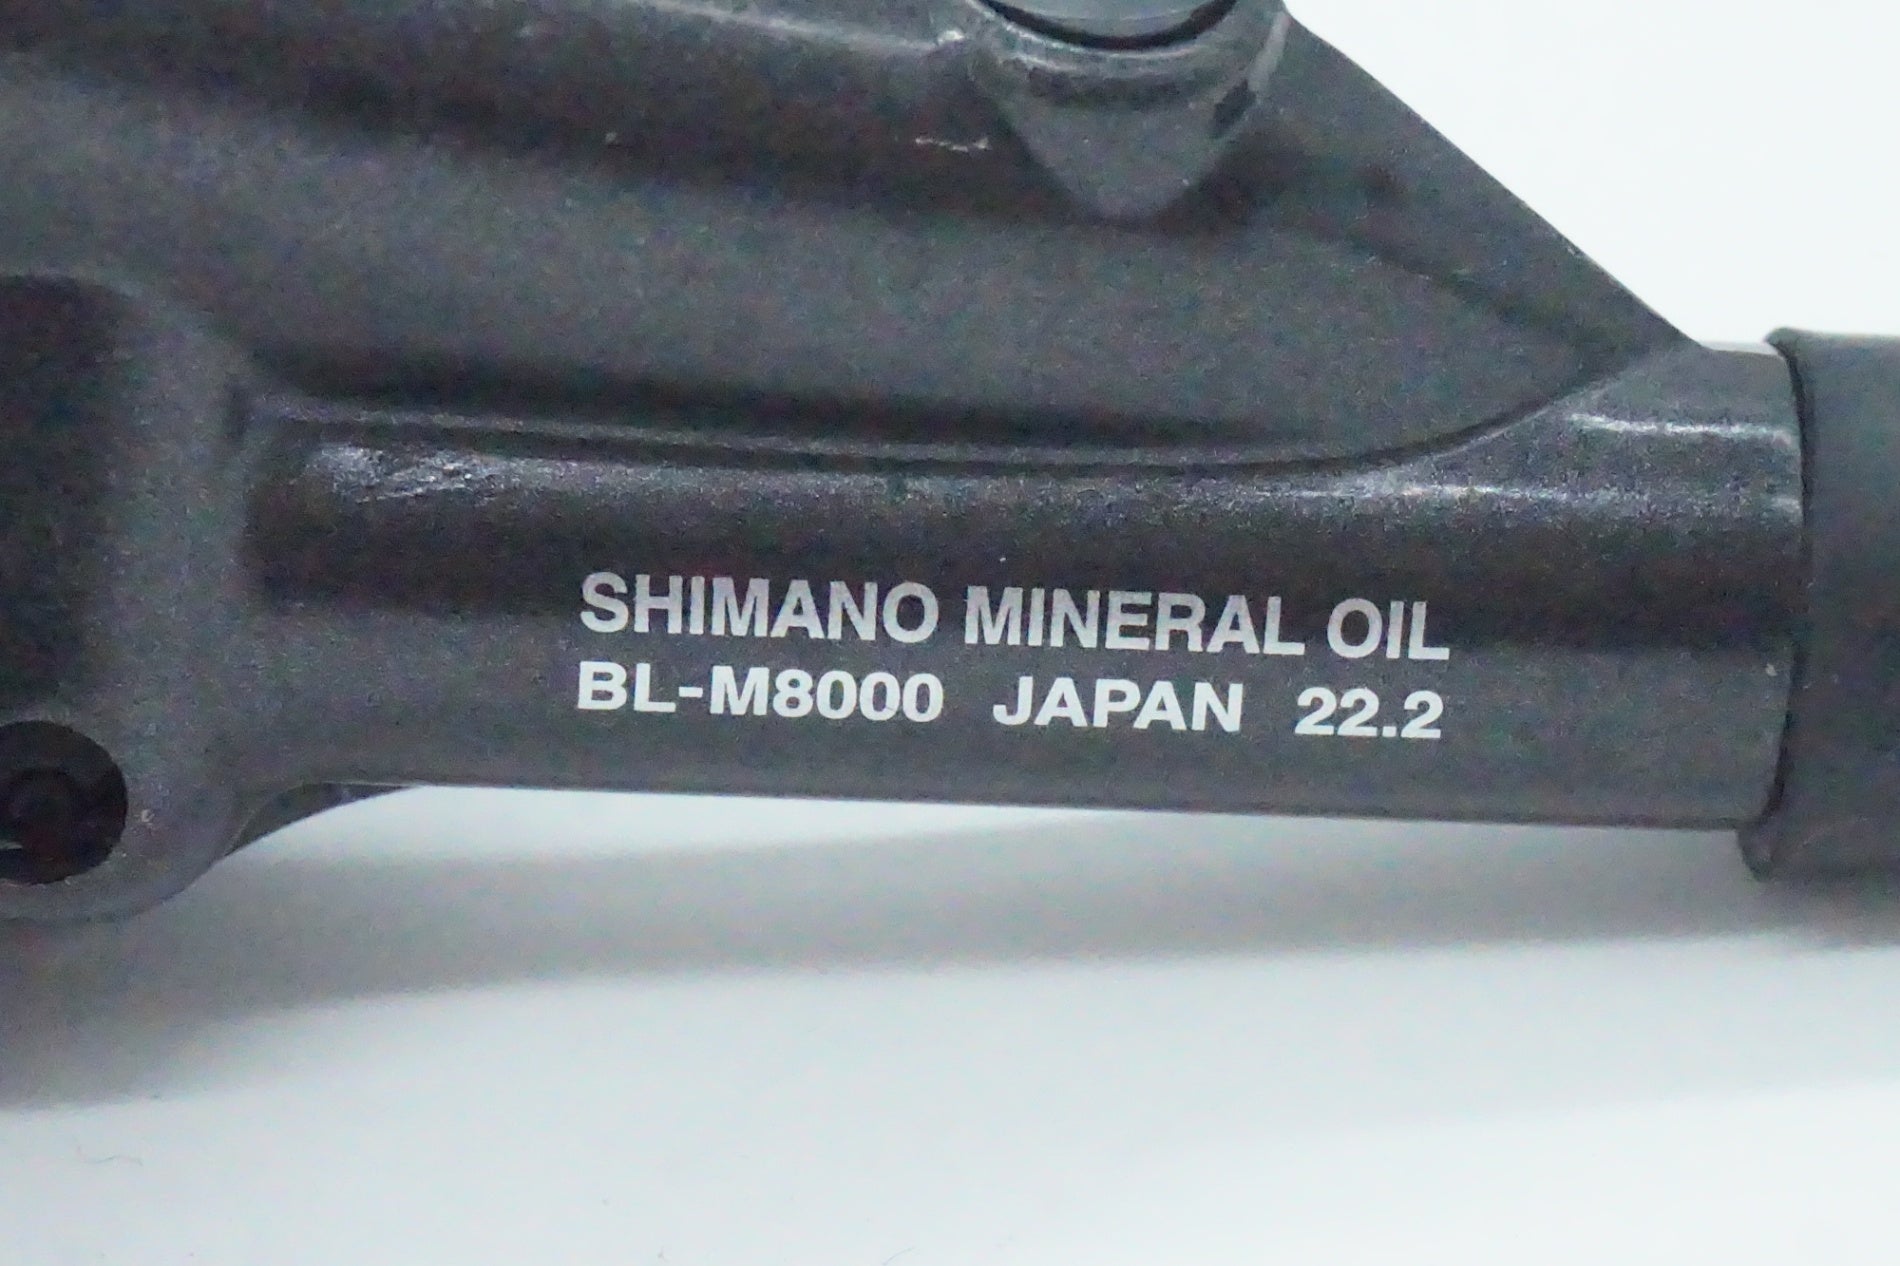 SHIMANO MINERAL OIL
BL-M8000 JAPAN 22.2